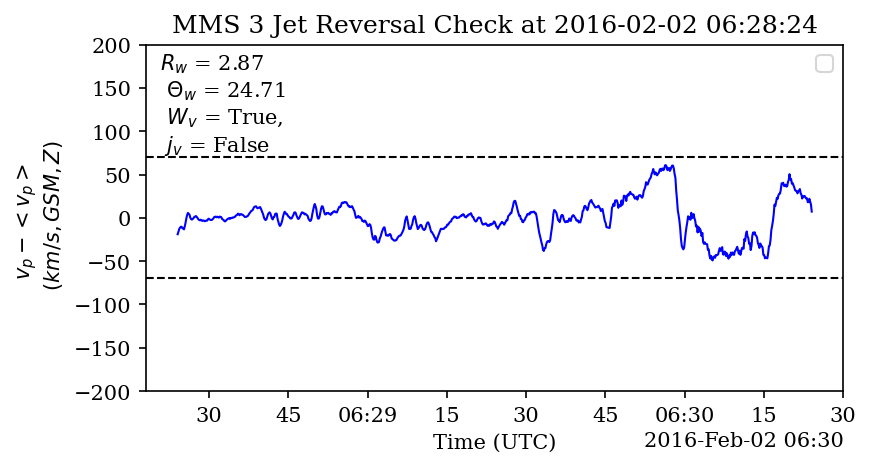 MMS 3 Jet Reversal Check at 2016-02-02 06:28:24
R_w = 2.87
Θ_w = 24.71
W_v = True,
j_v = False
v_p − < v_p >
(km/s, GSM, Z)
200
150
100
50
0
−50
−100
−150
−200
30 45 06:29 15 30 45 06:30 15 30
Time (UTC)
2016-Feb-02 06:30